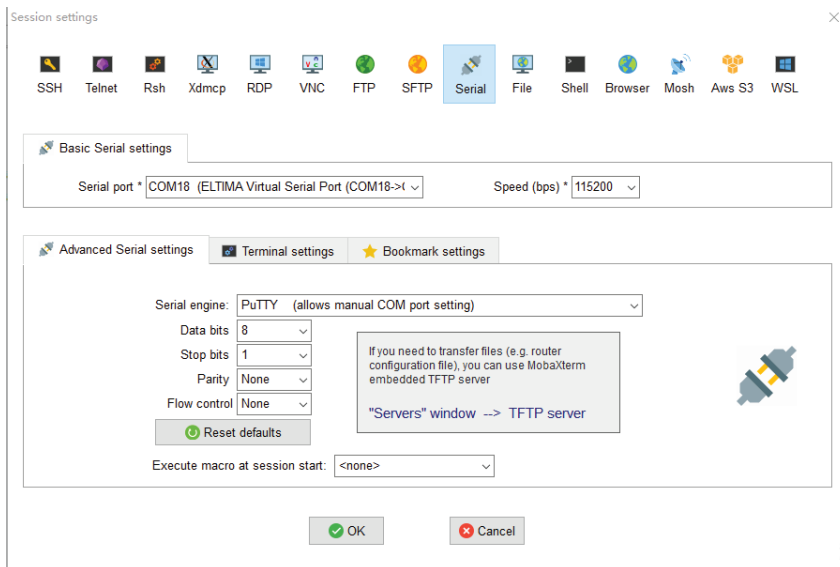 Session settings
SSH Telnet Rsh Xdmcp RDP VNC FTP SFTP Serial File Shell Browser Mosh Aws S3 WSL
Basic Serial settings
Serial port * COM18 (ELTIMA Virtual Serial Port (COM18-> Speed (bps) * 115200
Advanced Serial settings Terminal settings Bookmark settings
Serial engine: PuTTY (allows manual COM port setting)
Data bits 8
Stop bits 1
Parity None
Flow control None
Reset defaults
If you need to transfer files (e.g. router
configuration file), you can use MobaXterm
embedded TFTP server
"Servers" window --> TFTP server
Execute macro at session start: <none>
OK Cancel